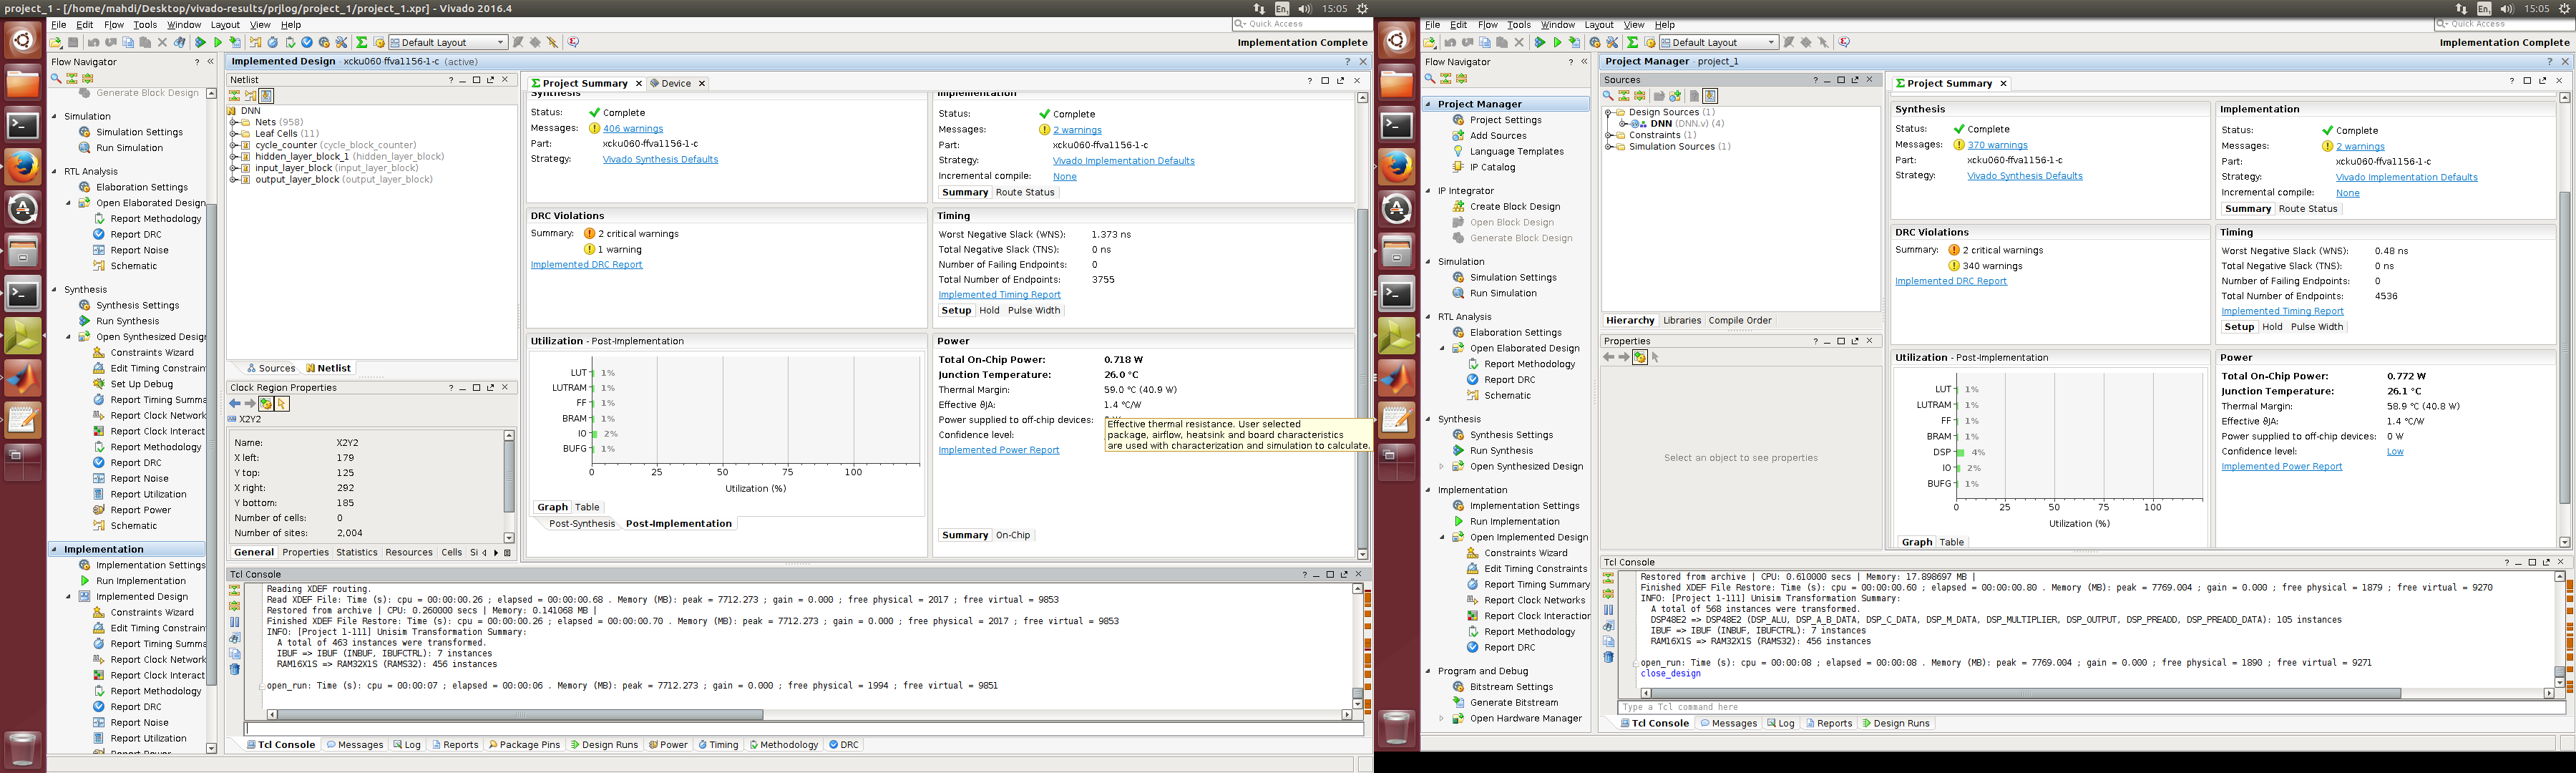 project_1 - [/home/mahdi/Desktop/vivado-results/prjlog/project_1/project_1.xpr] - Vivado 2016.4
En
15:05
File Edit Flow Tools Window Layout View Help
Quick Access
Default Layout
Implementation Complete
Flow Navigator
Generate Block Design
Simulation
Simulation Settings
Run Simulation
RTL Analysis
Elaboration Settings
Open Elaborated Design
Report Methodology
Report DRC
Report Noise
Schematic
Synthesis
Synthesis Settings
Run Synthesis
Open Synthesized Design
Constraints Wizard
Edit Timing Constrain
Set Up Debug
Report Timing Summa
Report Clock Network
Report Clock Interact
Report Methodology
Report DRC
Report Noise
Report Utilization
Report Power
Schematic
Implementation
Implementation Settings
Run Implementation
Implemented Design
Constraints Wizard
Edit Timing Constrain
Report Timing Summa
Report Clock Network
Report Clock Interact
Report Methodology
Report DRC
Report Noise
Report Utilization
Implemented Design - xcku060-ffva1156-1-c (active)
Netlist
DNN
Nets (958)
Leaf Cells (11)
cycle_counter (cycle_block_counter)
hidden_layer_block_1 (hidden_layer_block)
input_layer_block (input_layer_block)
output_layer_block (output_layer_block)
Sources Netlist
Clock Region Properties
X2Y2
Name: X2Y2
X left: 179
Y top: 125
X right: 292
Y bottom: 185
Number of cells: 0
Number of sites: 2,004
General Properties Statistics Resources Cells Si
Project Summary Device
Synthesis
Status: Complete
Messages: 406 warnings
Part: xcku060-ffva1156-1-c
Strategy: Vivado Synthesis Defaults
Implementation
Status: Complete
Messages: 2 warnings
Part: xcku060-ffva1156-1-c
Strategy: Vivado Implementation Defaults
Incremental compile: None
Summary Route Status
DRC Violations
Summary: 2 critical warnings
1 warning
Implemented DRC Report
Timing
Worst Negative Slack (WNS): 1.373 ns
Total Negative Slack (TNS): 0 ns
Number of Failing Endpoints: 0
Total Number of Endpoints: 3755
Implemented Timing Report
Setup Hold Pulse Width
Utilization - Post-Implementation
LUT 1%
LUTRAM 1%
FF 1%
BRAM 1%
IO 2%
BUFG 1%
0 25 50 75 100
Utilization (%)
Graph Table
Post-Synthesis Post-Implementation
Power
Total On-Chip Power: 0.718 W
Junction Temperature: 26.0 °C
Thermal Margin: 59.0 °C (40.9 W)
Effective ϑJA: 1.4 °C/W
Power supplied to off-chip devices:
Confidence level:
Implemented Power Report
Effective thermal resistance. User selected
package, airflow, heatsink and board characteristics
are used with characterization and simulation to calculate.
Summary On-Chip
Tcl Console
Reading XDEF routing.
Read XDEF File: Time (s): cpu = 00:00:00.26 ; elapsed = 00:00:00.68 . Memory (MB): peak = 7712.273 ; gain = 0.000 ; free physical = 2017 ; free virtual = 9853
Restored from archive | CPU: 0.260000 secs | Memory: 0.141068 MB |
Finished XDEF File Restore: Time (s): cpu = 00:00:00.26 ; elapsed = 00:00:00.70 . Memory (MB): peak = 7712.273 ; gain = 0.000 ; free physical = 2017 ; free virtual = 9853
INFO: [Project 1-111] Unisim Transformation Summary:
A total of 463 instances were transformed.
IBUF => IBUF (INBUF, IBUFCTRL): 7 instances
RAM16X1S => RAM32X1S (RAMS32): 456 instances
open_run: Time (s): cpu = 00:00:07 ; elapsed = 00:00:06 . Memory (MB): peak = 7712.273 ; gain = 0.000 ; free physical = 1994 ; free virtual = 9851
Tcl Console Messages Log Reports Package Pins Design Runs Power Timing Methodology DRC
En
15:05
File Edit Flow Tools Window Layout View Help
Quick Access
Default Layout
Implementation Complete
Flow Navigator
Project Manager
Project Settings
Add Sources
Language Templates
IP Catalog
IP Integrator
Create Block Design
Open Block Design
Generate Block Design
Simulation
Simulation Settings
Run Simulation
RTL Analysis
Elaboration Settings
Open Elaborated Design
Report Methodology
Report DRC
Schematic
Synthesis
Synthesis Settings
Run Synthesis
Open Synthesized Design
Implementation
Implementation Settings
Run Implementation
Open Implemented Design
Constraints Wizard
Edit Timing Constraints
Report Timing Summary
Report Clock Networks
Report Clock Interaction
Report Methodology
Report DRC
Program and Debug
Bitstream Settings
Generate Bitstream
Open Hardware Manager
Project Manager - project_1
Sources
Design Sources (1)
DNN (DNN.v) (4)
Constraints (1)
Simulation Sources (1)
Hierarchy Libraries Compile Order
Properties
Select an object to see properties
Project Summary
Synthesis
Status: Complete
Messages: 370 warnings
Part: xcku060-ffva1156-1-c
Strategy: Vivado Synthesis Defaults
Implementation
Status: Complete
Messages: 2 warnings
Part: xcku060-ffva1156-1-c
Strategy: Vivado Implementation Defaults
Incremental compile: None
Summary Route Status
DRC Violations
Summary: 2 critical warnings
340 warnings
Implemented DRC Report
Timing
Worst Negative Slack (WNS): 0.48 ns
Total Negative Slack (TNS): 0 ns
Number of Failing Endpoints: 0
Total Number of Endpoints: 4536
Implemented Timing Report
Setup Hold Pulse Width
Utilization - Post-Implementation
LUT 1%
LUTRAM 1%
FF 1%
BRAM 1%
DSP 4%
IO 2%
BUFG 1%
0 25 50 75 100
Utilization (%)
Graph Table
Power
Total On-Chip Power: 0.772 W
Junction Temperature: 26.1 °C
Thermal Margin: 58.9 °C (40.8 W)
Effective ϑJA: 1.4 °C/W
Power supplied to off-chip devices: 0 W
Confidence level: Low
Implemented Power Report
Tcl Console
Restored from archive | CPU: 0.610000 secs | Memory: 17.898697 MB |
Finished XDEF File Restore: Time (s): cpu = 00:00:00.60 ; elapsed = 00:00:00.80 . Memory (MB): peak = 7769.004 ; gain = 0.000 ; free physical = 1879 ; free virtual = 9270
INFO: [Project 1-111] Unisim Transformation Summary:
A total of 568 instances were transformed.
DSP48E2 => DSP48E2 (DSP_ALU, DSP_A_B_DATA, DSP_C_DATA, DSP_M_DATA, DSP_MULTIPLIER, DSP_OUTPUT, DSP_PREADD, DSP_PREADD_DATA): 105 instances
IBUF => IBUF (INBUF, IBUFCTRL): 7 instances
RAM16X1S => RAM32X1S (RAMS32): 456 instances
open_run: Time (s): cpu = 00:00:08 ; elapsed = 00:00:08 . Memory (MB): peak = 7769.004 ; gain = 0.000 ; free physical = 1890 ; free virtual = 9271
close_design
Type a Tcl command here
Tcl Console Messages Log Reports Design Runs